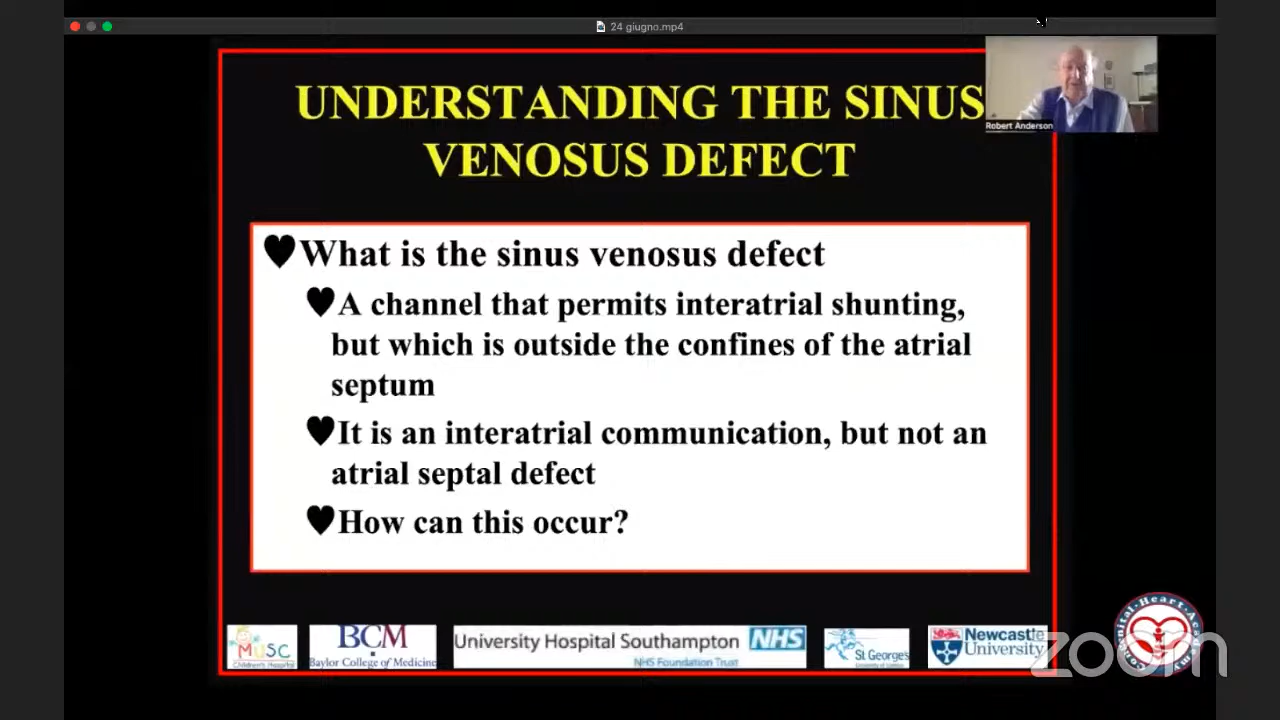 24 giugno.mp4
UNDERSTANDING THE SINUS
VENOSUS DEFECT
Robert Anderson
What is the sinus venosus defect
A channel that permits interatrial shunting,
but which is outside the confines of the atrial
septum
It is an interatrial communication, but not an
atrial septal defect
How can this occur?
MUSC
Children's Hospital
BCM
Baylor College of Medicine
University Hospital Southampton NHS
NHS Foundation Trust
St George's
University of London
Newcastle
University
zoom